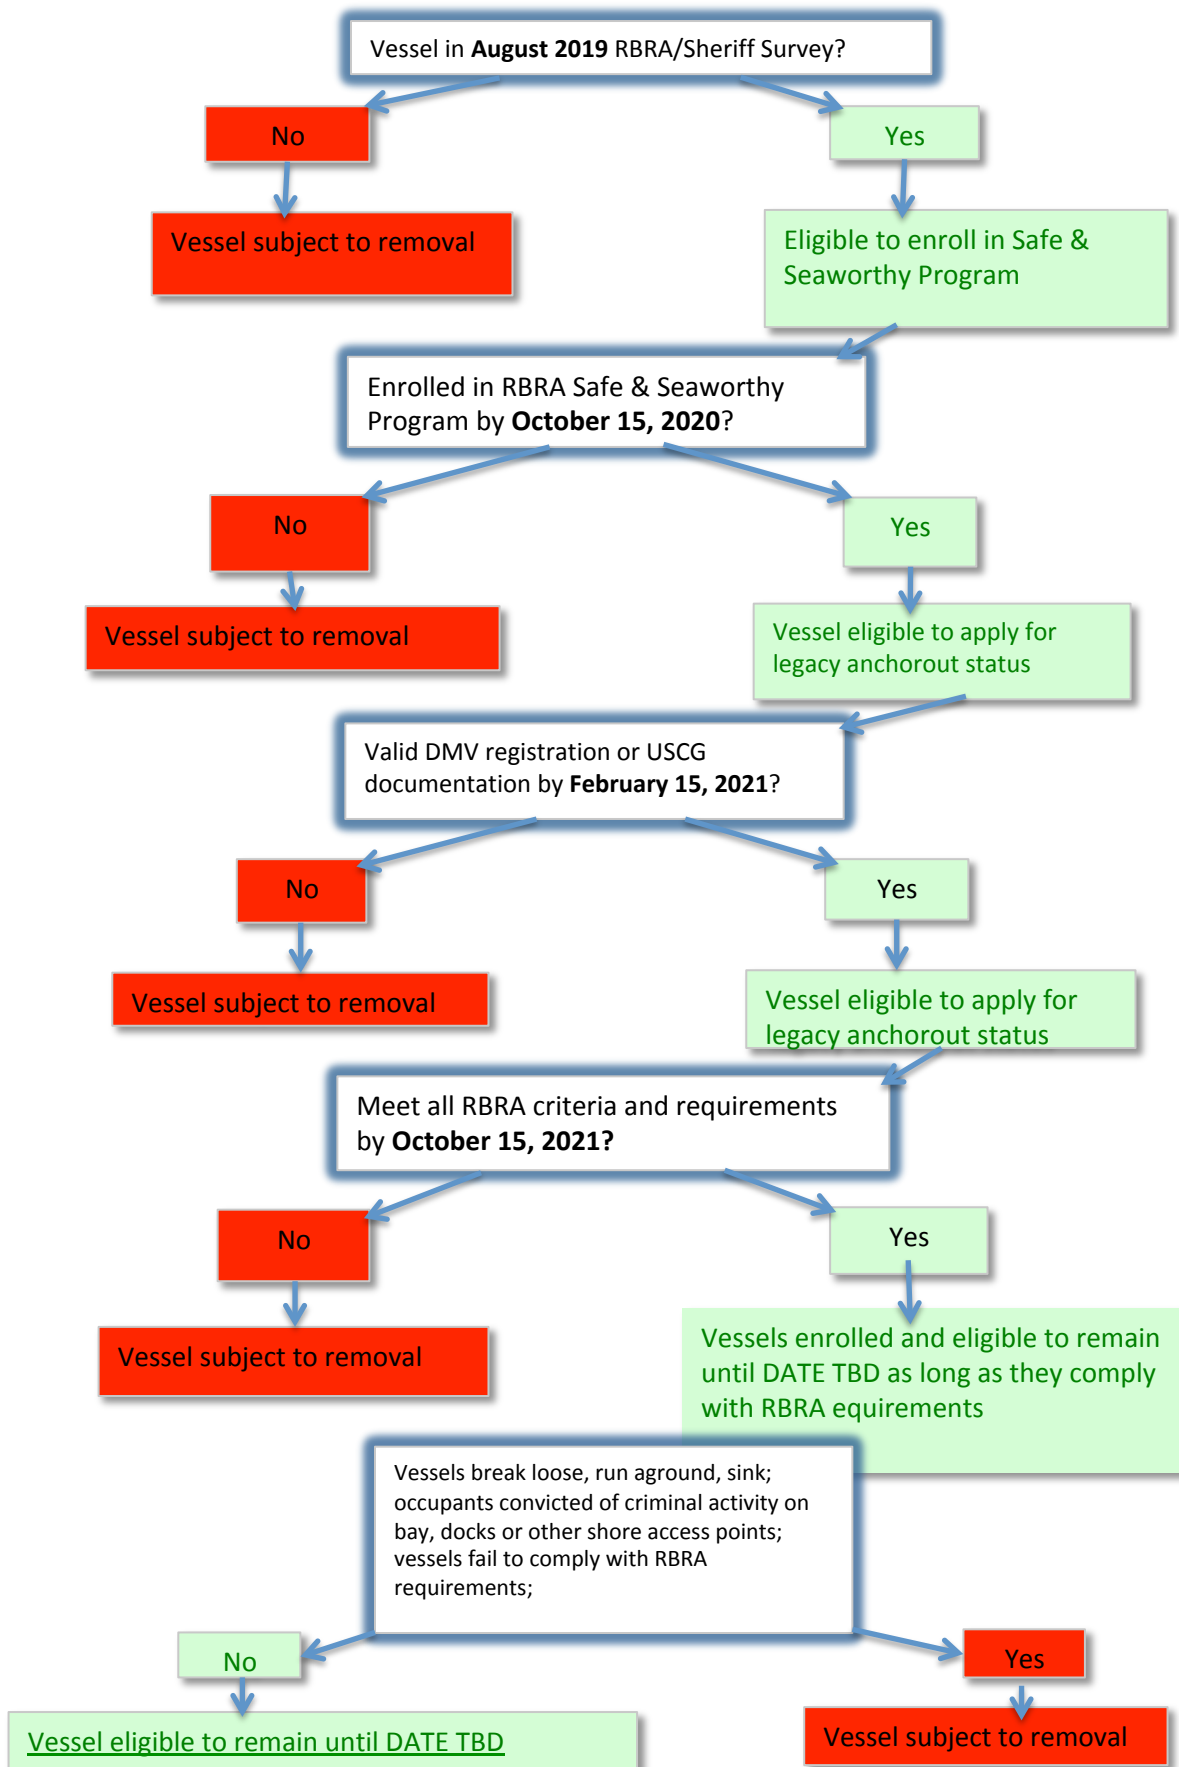 Vessel in August 2019 RBRA/Sheriff Survey?
No
Yes
Vessel subject to removal
Eligible to enroll in Safe &
Seaworthy Program
Enrolled in RBRA Safe & Seaworthy
Program by October 15, 2020?
No
Yes
Vessel subject to removal
Vessel eligible to apply for
legacy anchorout status
Valid DMV registration or USCG
documentation by February 15, 2021?
No
Yes
Vessel subject to removal
Vessel eligible to apply for
legacy anchorout status
Meet all RBRA criteria and requirements
by October 15, 2021?
No
Yes
Vessel subject to removal
Vessels enrolled and eligible to remain
until DATE TBD as long as they comply
with RBRA equirements
Vessels break loose, run aground, sink;
occupants convicted of criminal activity on
bay, docks or other shore access points;
vessels fail to comply with RBRA
requirements;
No
Yes
Vessel eligible to remain until DATE TBD
Vessel subject to removal